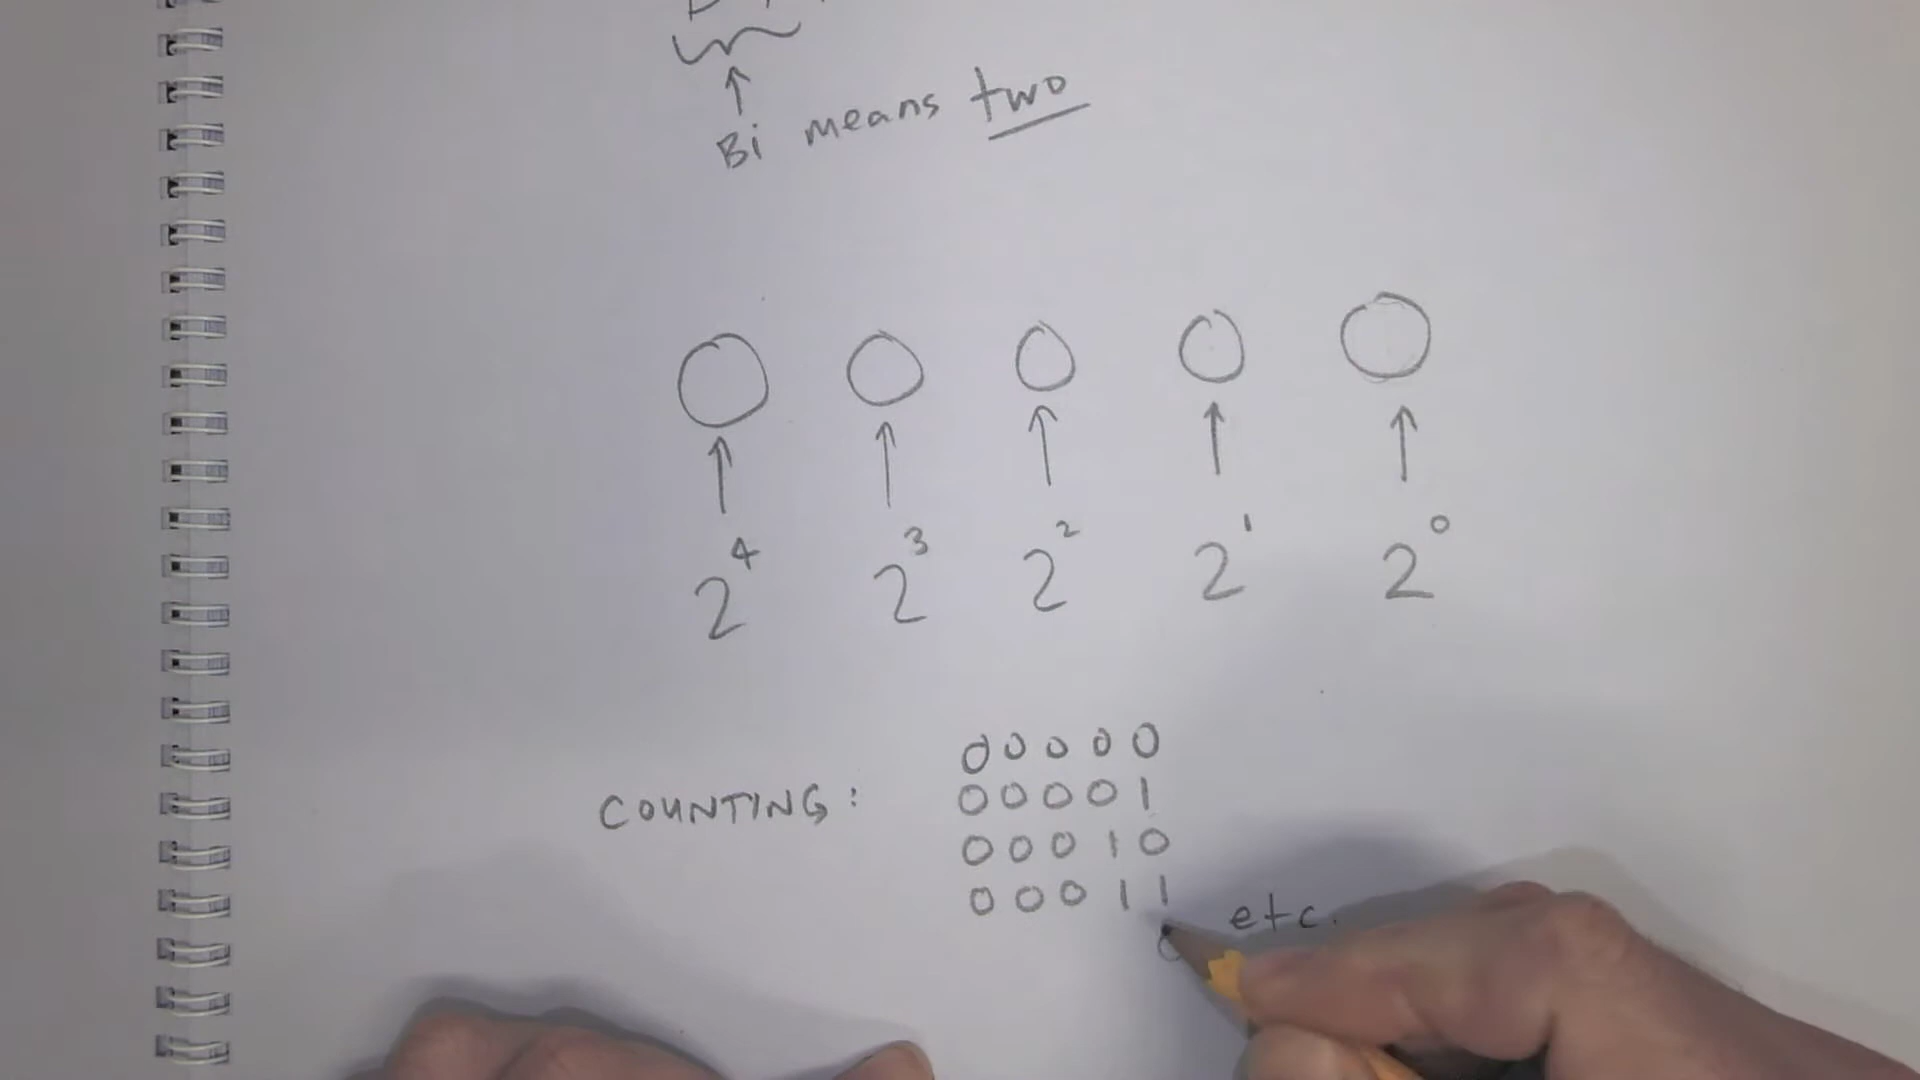 Bi means two
2⁴ 2³ 2² 2¹ 2⁰
00000
COUNTING: 00001
00010
00011
etc.